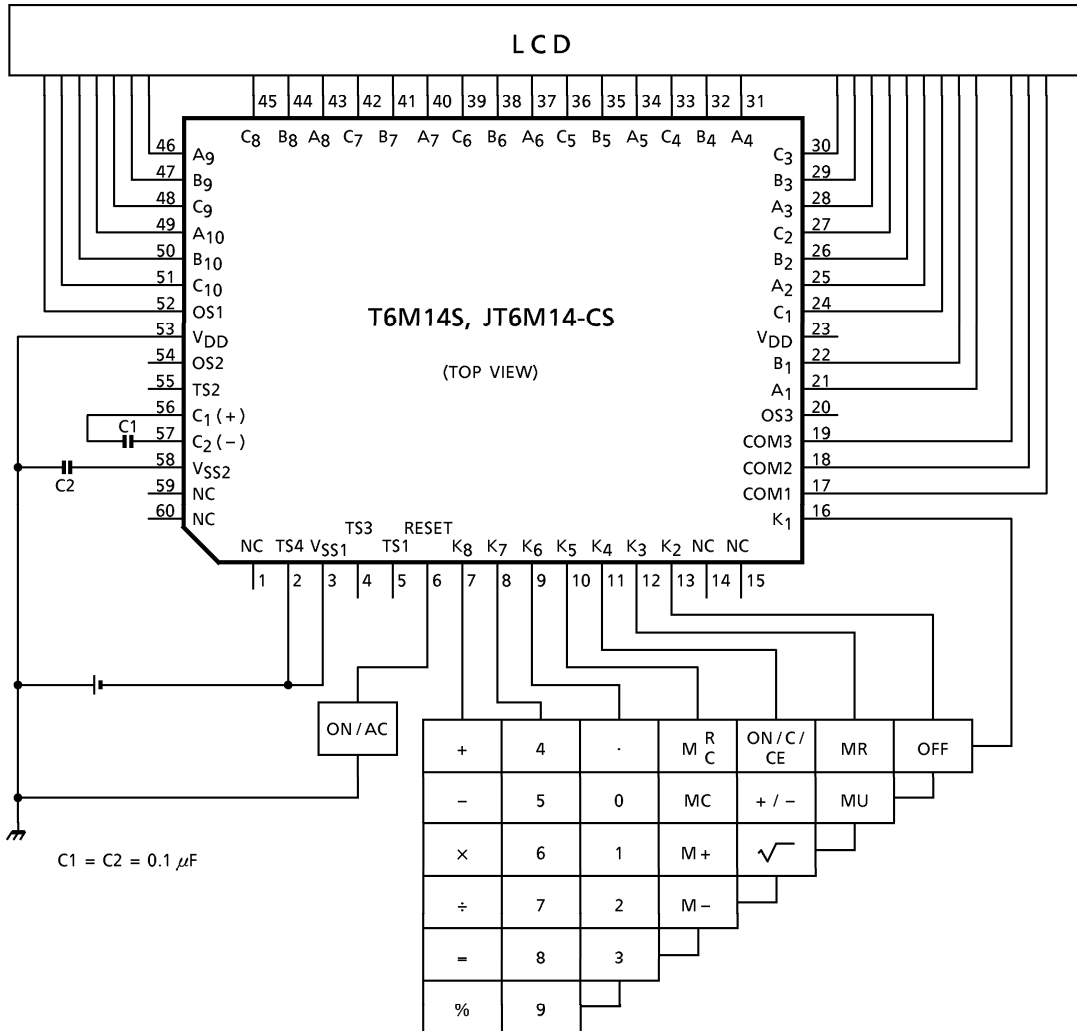 LCD
45 44 43 42 41 40 39 38 37 36 35 34 33 32 31
C8 B8 A8 C7 B7 A7 C6 B6 A6 C5 B5 A5 C4 B4 A4
46 A9 C3 30
47 B9 B3 29
48 C9 A3 28
49 A10 C2 27
50 B10 B2 26
51 C10 A2 25
52 OS1 C1 24
T6M14S, JT6M14-CS
53 VDD VDD 23
54 OS2 B1 22
(TOP VIEW)
55 TS2 A1 21
56 C1 (+) OS3 20
C1
57 C2 (−) COM3 19
58 VSS2 COM2 18
C2
59 NC COM1 17
60 NC K1 16
TS3 RESET
NC TS4 VSS1 TS1 K8 K7 K6 K5 K4 K3 K2 NC NC
1 2 3 4 5 6 7 8 9 10 11 12 13 14 15
ON / AC
+ 4 · M R C ON / C / CE MR OFF
− 5 0 MC + / − MU
× 6 1 M+ √
÷ 7 2 M−
= 8 3
% 9
C1 = C2 = 0.1 μF